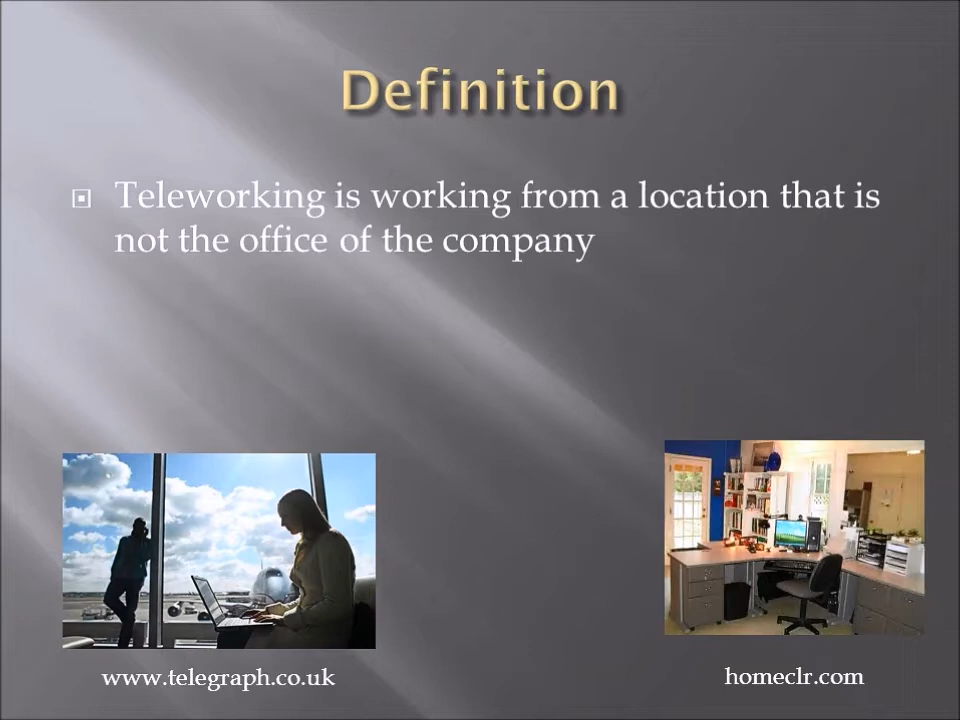 Definition
Teleworking is working from a location that is
not the office of the company
www.telegraph.co.uk
homeclr.com